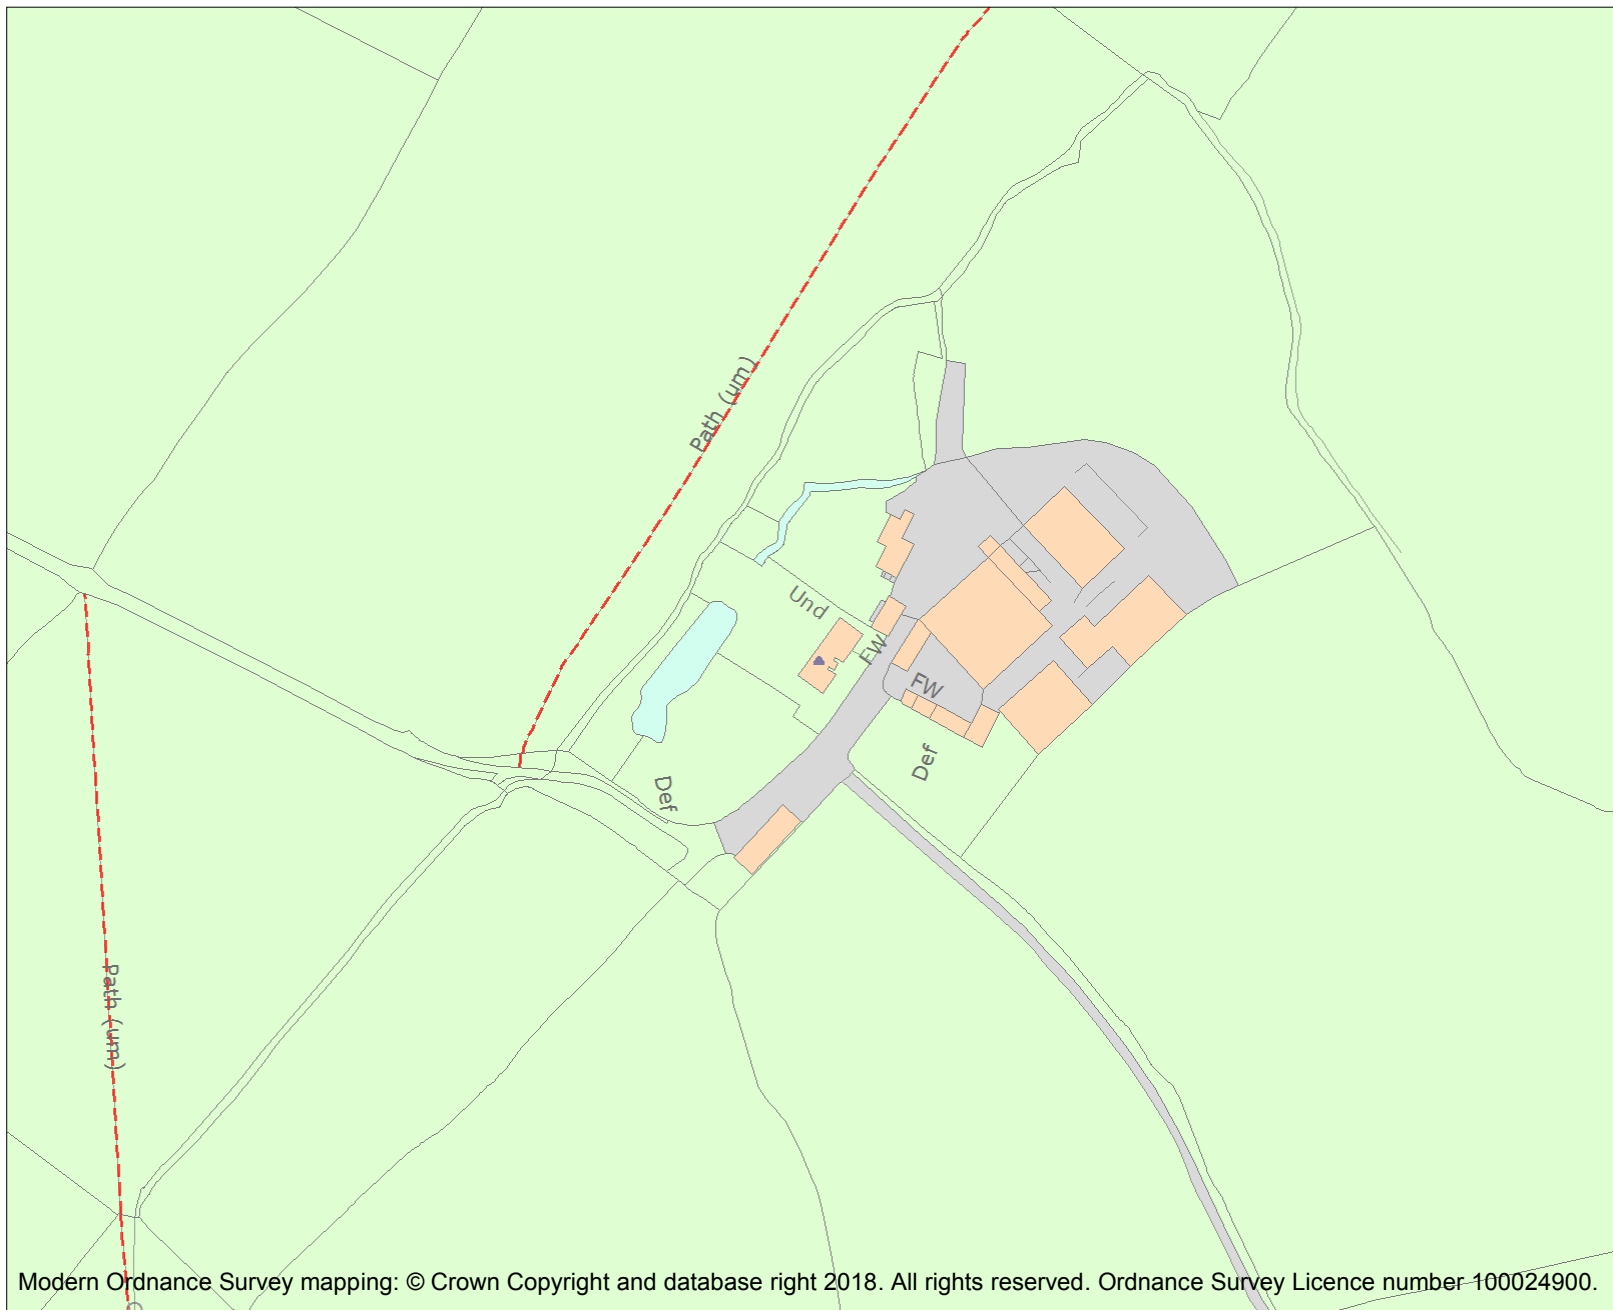 Path (um)
Und
FW
FW
Def
Def
Path (um)
Modern Ordnance Survey mapping: © Crown Copyright and database right 2018. All rights reserved. Ordnance Survey Licence number 100024900.